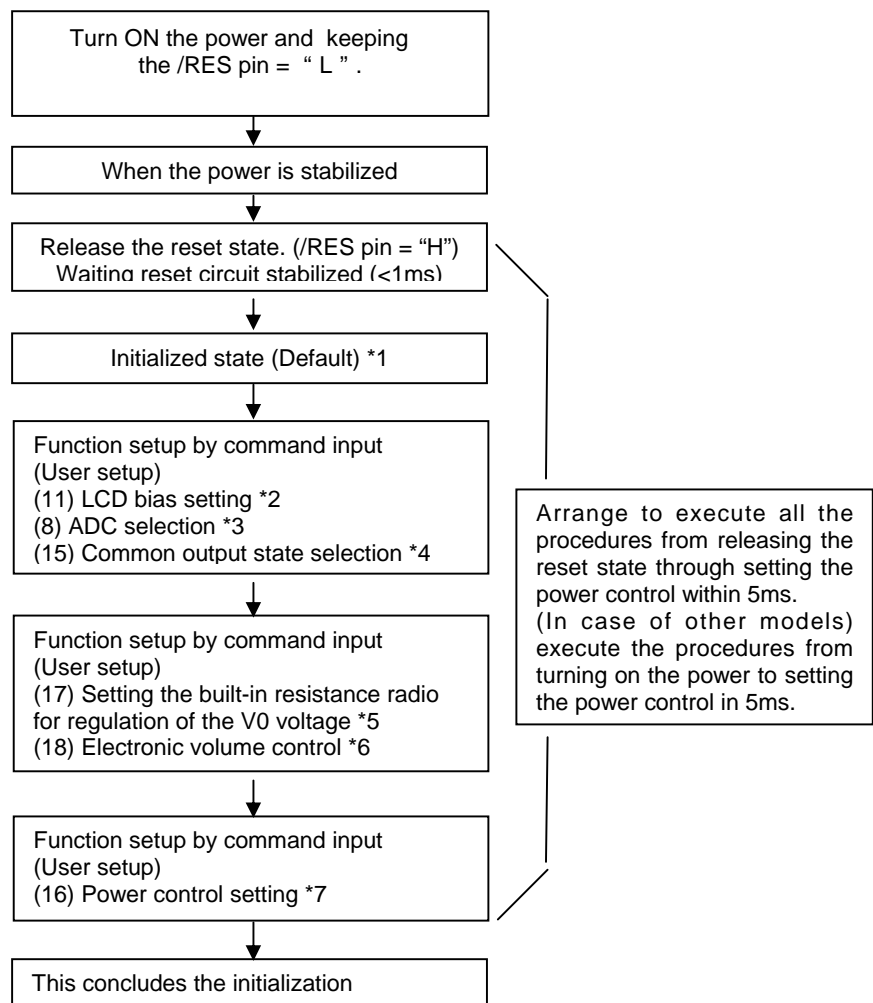 Turn ON the power and keeping
the /RES pin = “ L ” .
When the power is stabilized
Release the reset state. (/RES pin = “H”)
Waiting reset circuit stabilized (<1ms)
Initialized state (Default) *1
Function setup by command input
(User setup)
(11) LCD bias setting *2
(8) ADC selection *3
(15) Common output state selection *4
Function setup by command input
(User setup)
(17) Setting the built-in resistance radio
for regulation of the V0 voltage *5
(18) Electronic volume control *6
Function setup by command input
(User setup)
(16) Power control setting *7
This concludes the initialization
Arrange to execute all the
procedures from releasing the
reset state through setting the
power control within 5ms.
(In case of other models)
execute the procedures from
turning on the power to setting
the power control in 5ms.